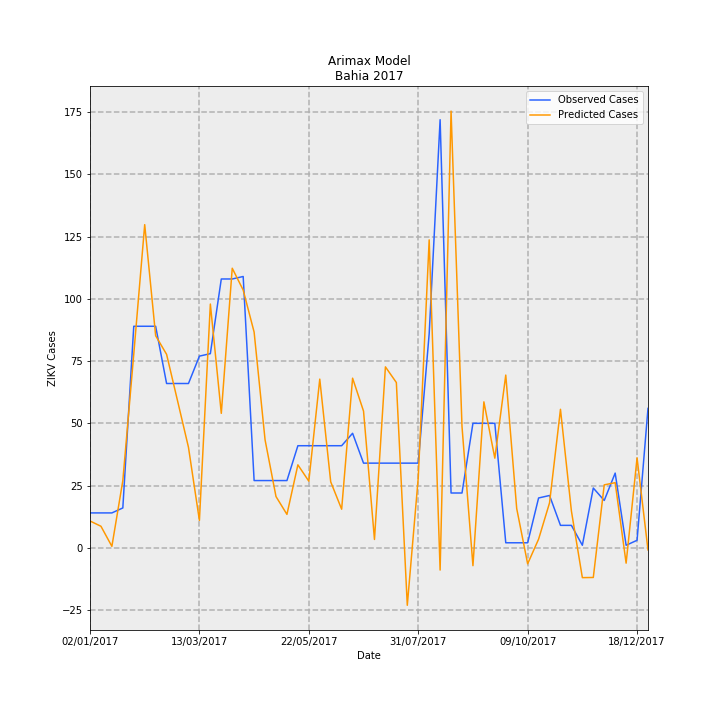 Arimax Model
Bahia 2017
Observed Cases
Predicted Cases
175
150
125
100
75
50
25
0
−25
ZIKV Cases
02/01/2017 13/03/2017 22/05/2017 31/07/2017 09/10/2017 18/12/2017
Date